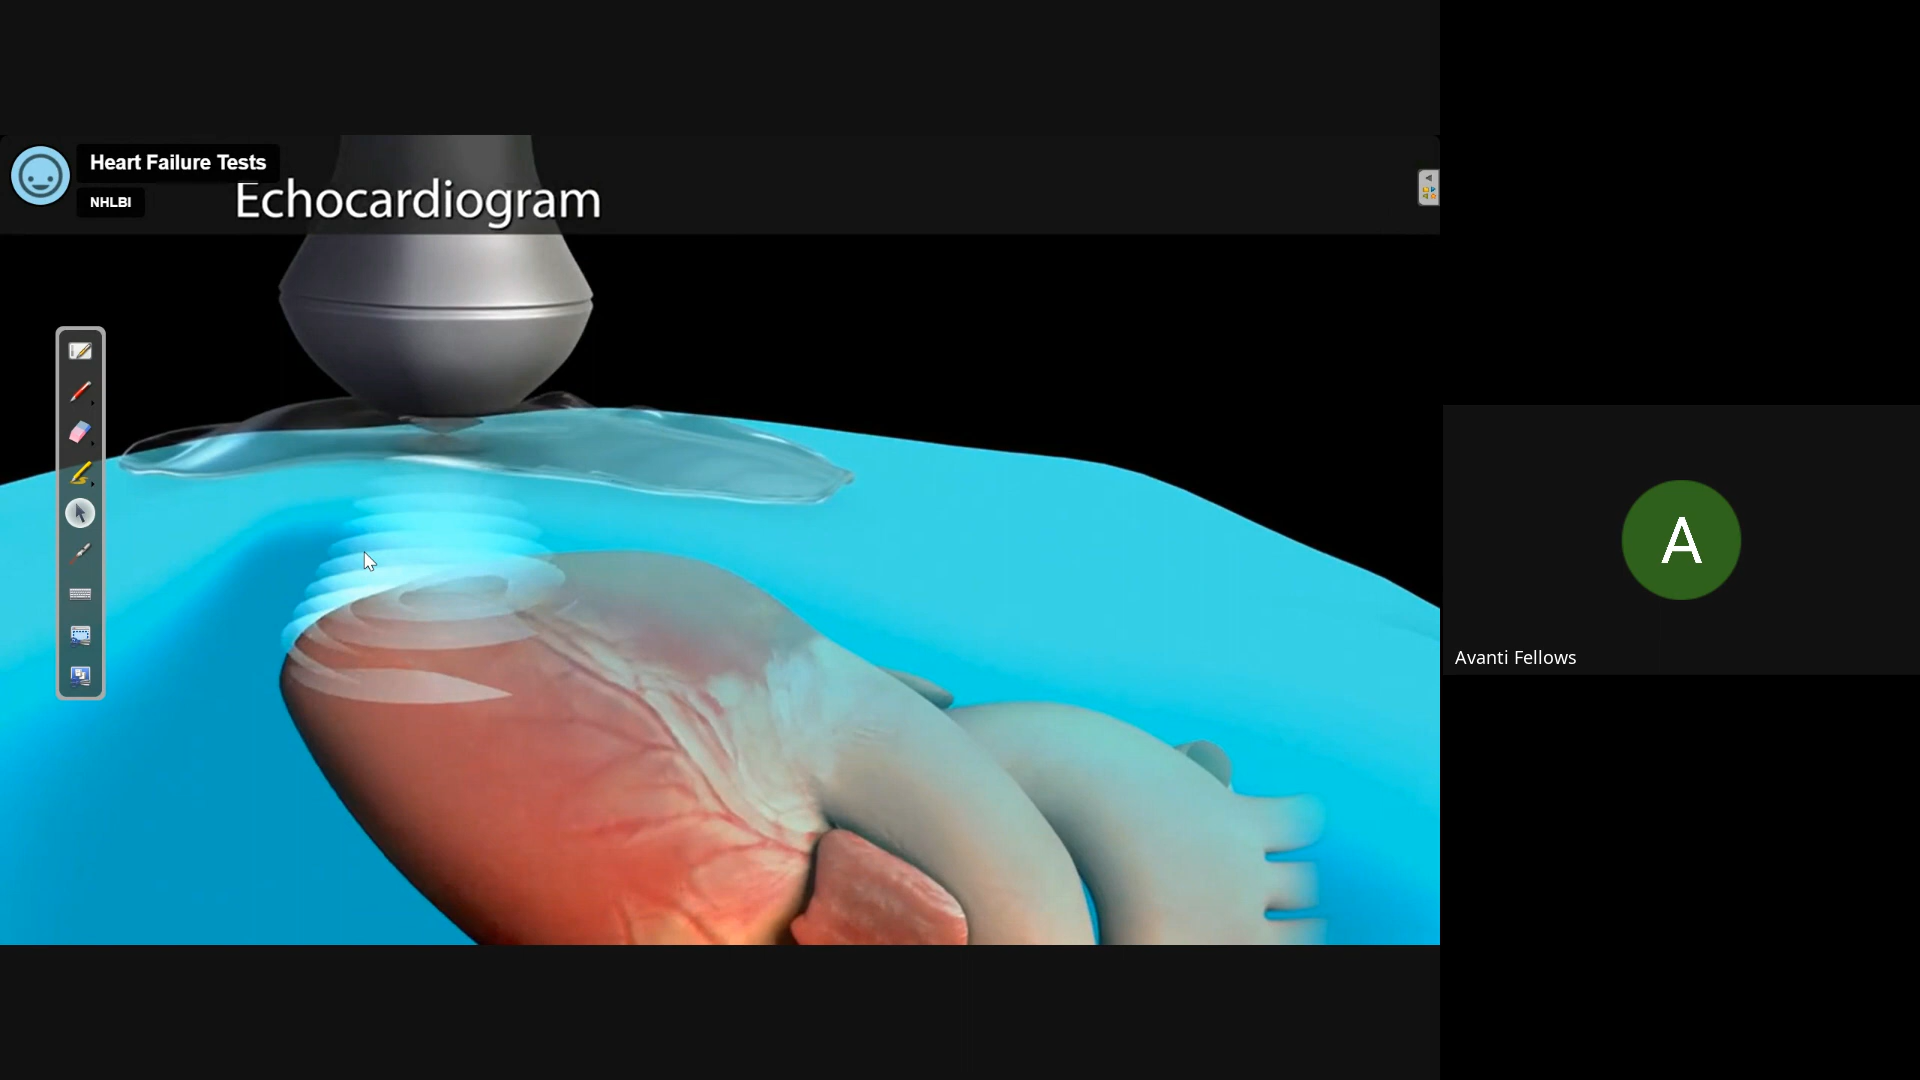 Heart Failure Tests
NHLBI
Echocardiogram
A
Avanti Fellows